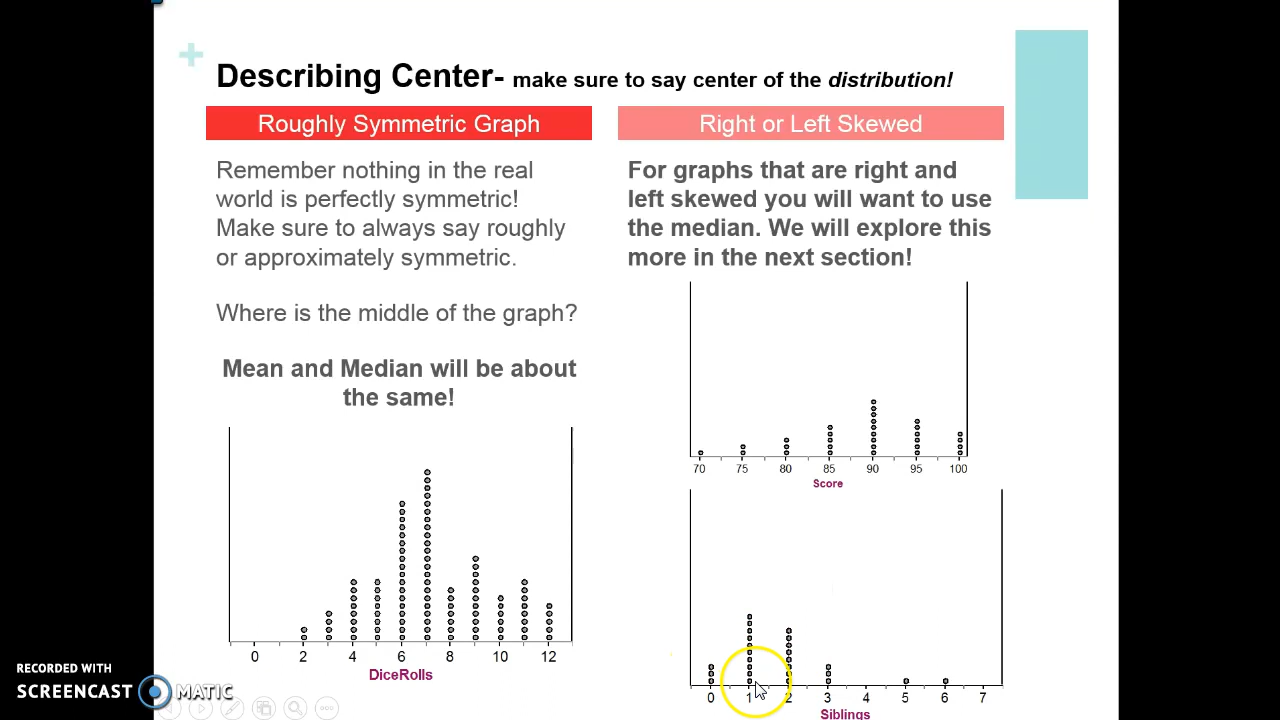 Describing Center- make sure to say center of the distribution!
Roughly Symmetric Graph
Remember nothing in the real
world is perfectly symmetric!
Make sure to always say roughly
or approximately symmetric.
Where is the middle of the graph?
Mean and Median will be about
the same!
0 2 4 6 8 10 12
DiceRolls
Right or Left Skewed
For graphs that are right and
left skewed you will want to use
the median. We will explore this
more in the next section!
70 75 80 85 90 95 100
Score
0 1 2 3 4 5 6 7
Siblings
RECORDED WITH
SCREENCAST MATIC